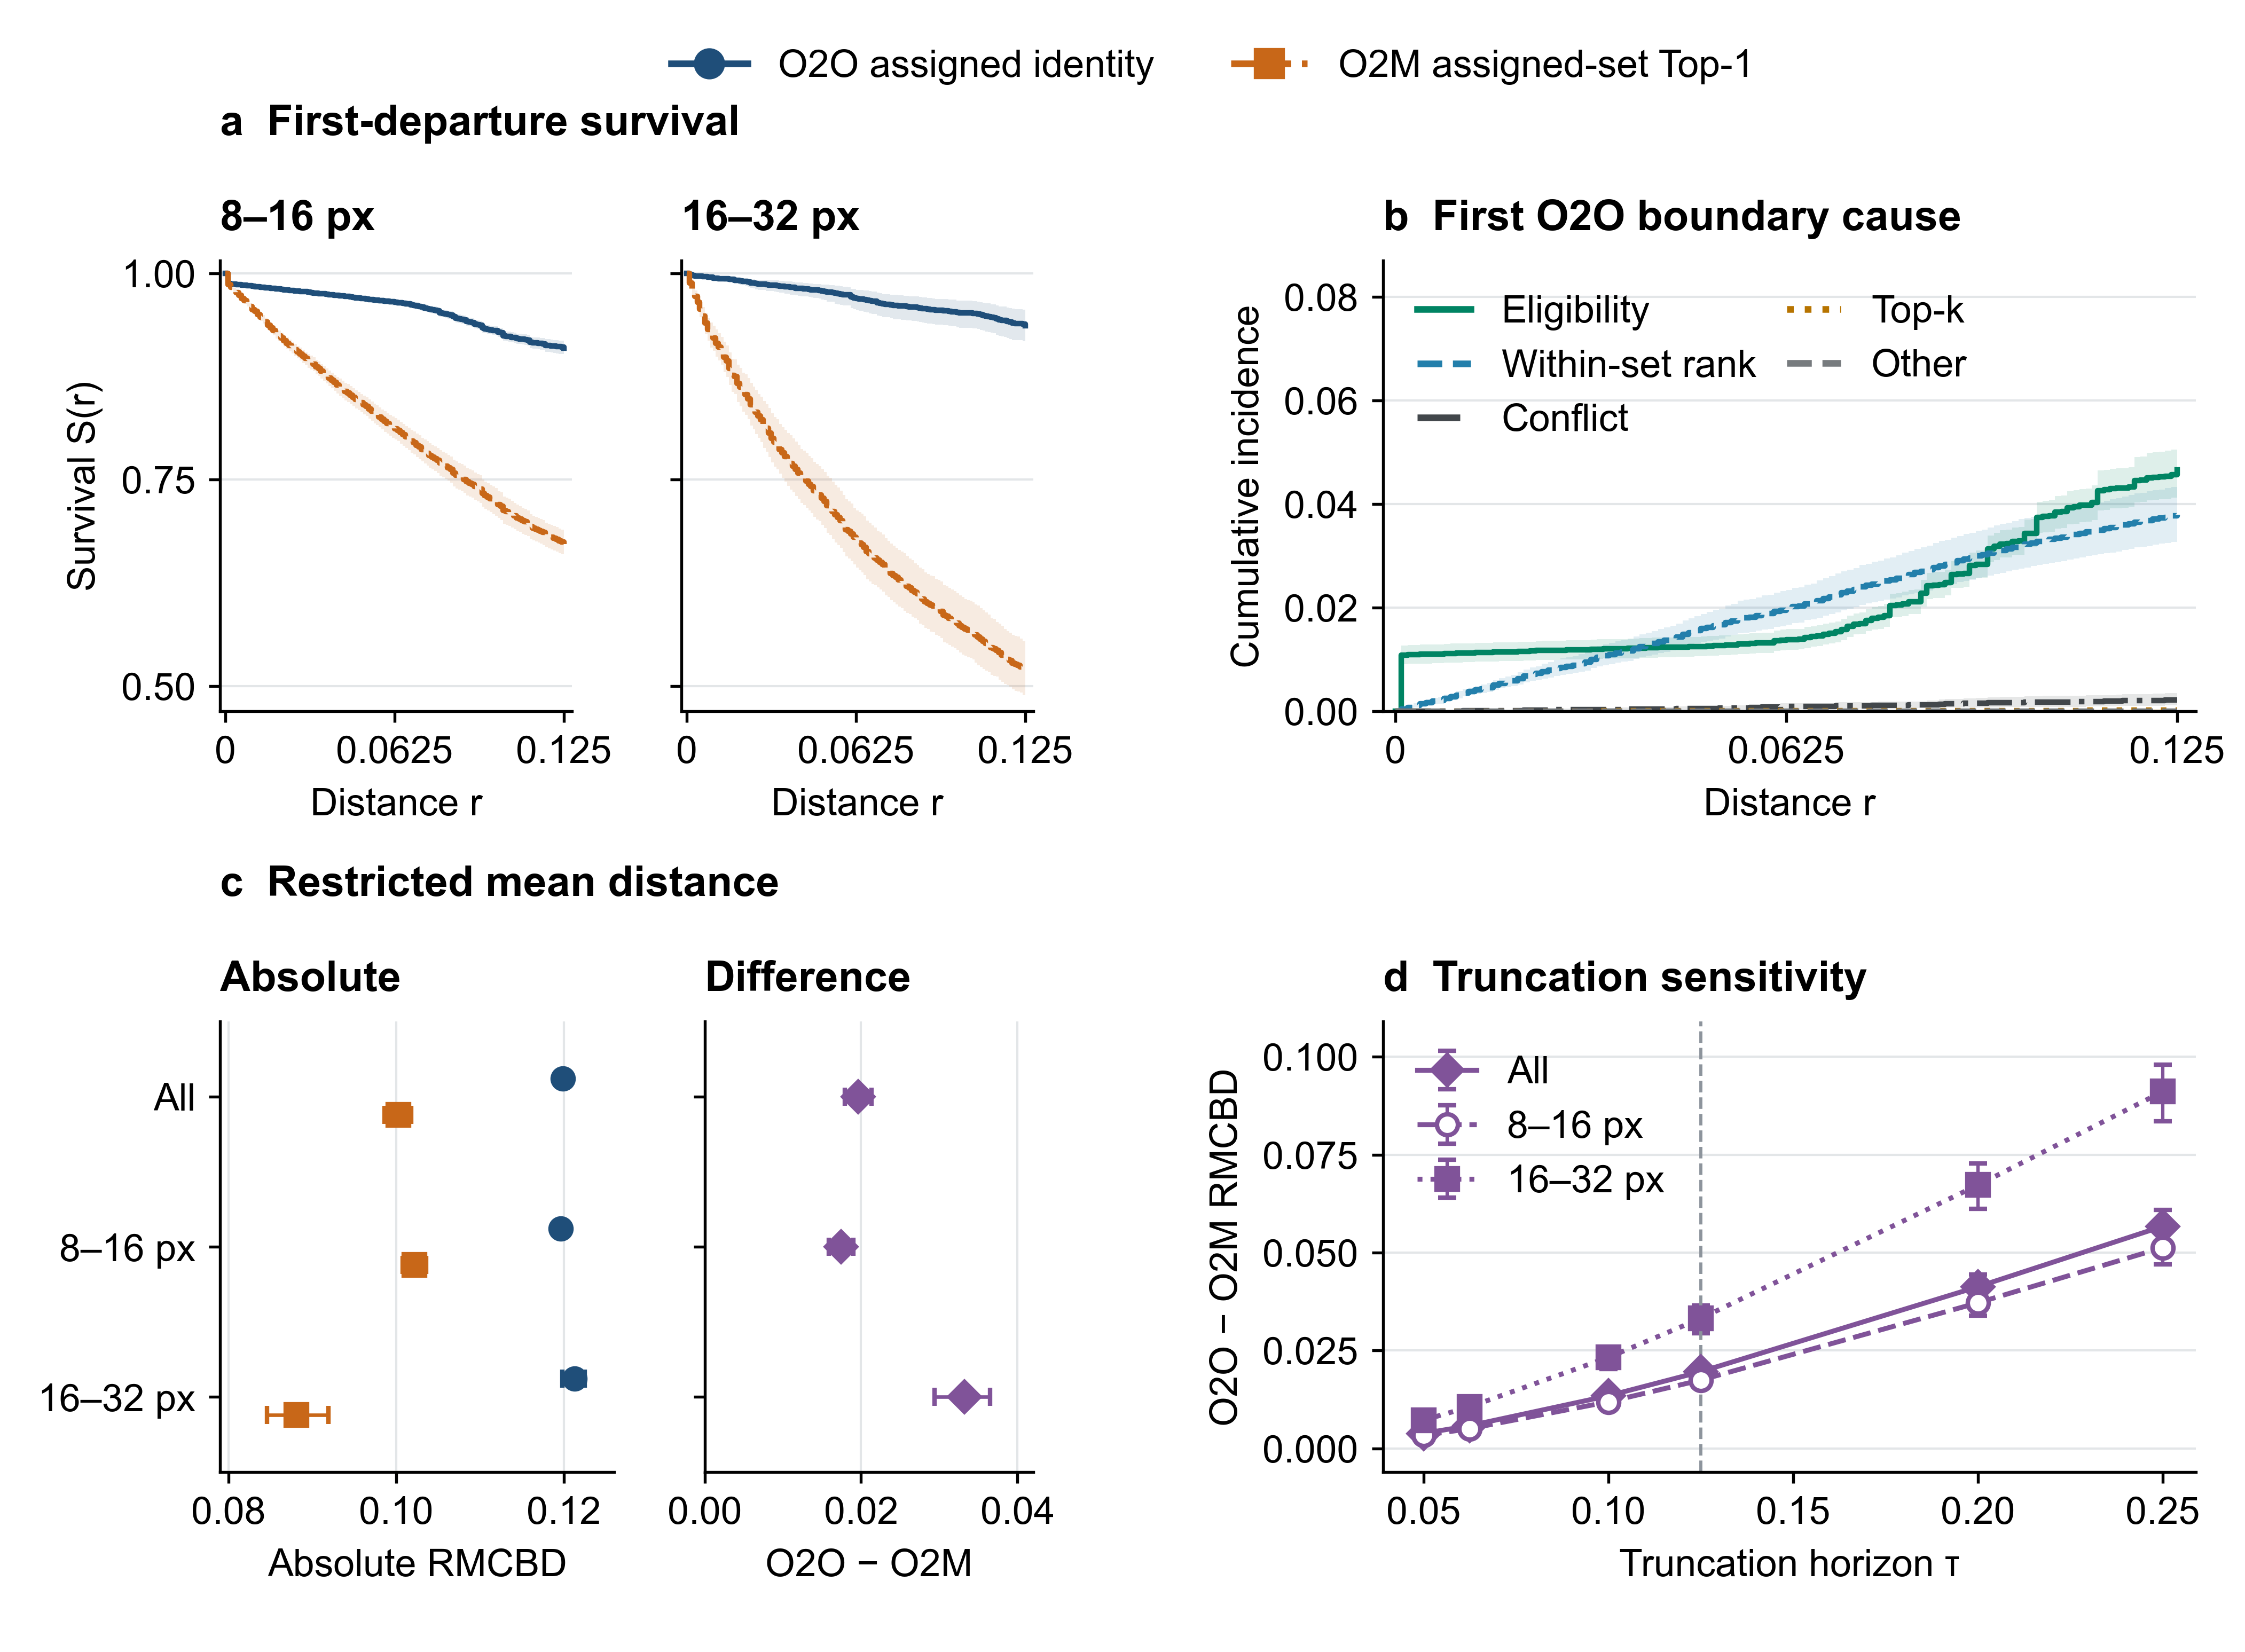 O2O assigned identity
O2M assigned-set Top-1
a First-departure survival
8–16 px
16–32 px
Survival S(r)
1.00
0.75
0.50
0
0.0625
0.125
Distance r
0
0.0625
0.125
Distance r
b First O2O boundary cause
Cumulative incidence
0.08
0.06
0.04
0.02
0.00
Eligibility
Within-set rank
Conflict
Top-k
Other
0
0.0625
0.125
Distance r
c Restricted mean distance
Absolute
Difference
All
8–16 px
16–32 px
0.08
0.10
0.12
Absolute RMCBD
0.00
0.02
0.04
O2O − O2M
d Truncation sensitivity
O2O − O2M RMCBD
0.100
0.075
0.050
0.025
0.000
All
8–16 px
16–32 px
0.05
0.10
0.15
0.20
0.25
Truncation horizon τ